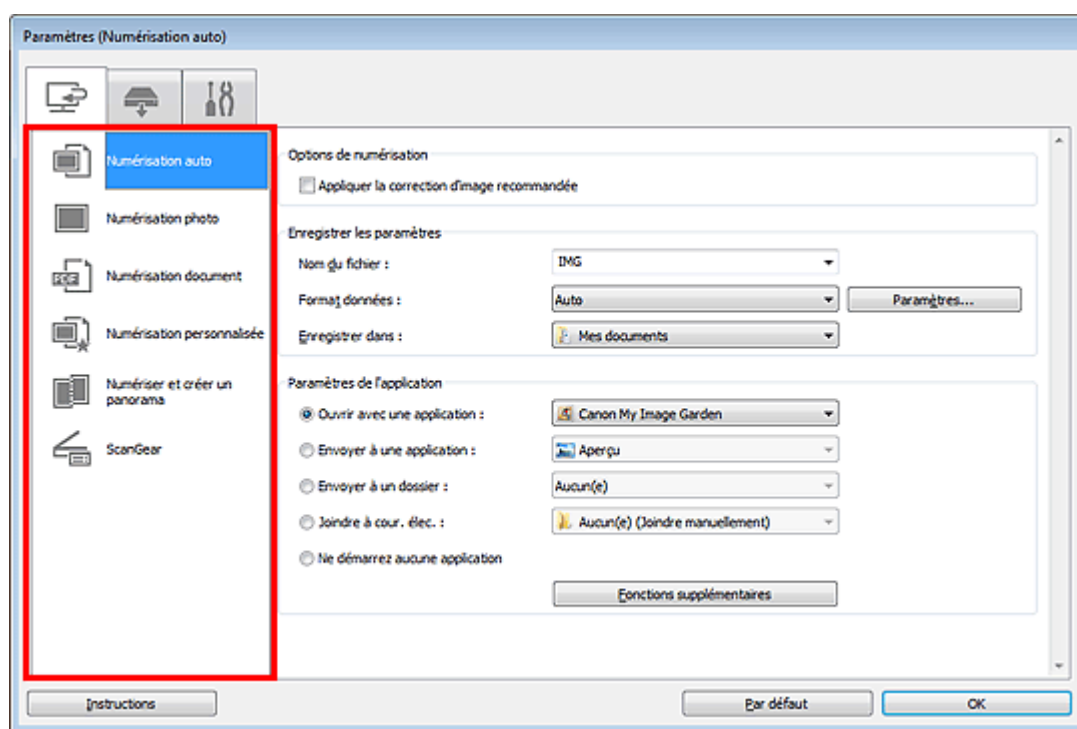 Paramètres (Numérisation auto)
Numérisation auto
Numérisation photo
Numérisation document
Numérisation personnalisée
Numériser et créer un
panorama
ScanGear
Options de numérisation
Appliquer la correction d'image recommandée
Enregistrer les paramètres
Nom du fichier : IMG
Format données : Auto Paramètres...
Enregistrer dans : Mes documents
Paramètres de l'application
Ouvrir avec une application : Canon My Image Garden
Envoyer à une application : Aperçu
Envoyer à un dossier : Aucun(e)
Joindre à cour. élec. : Aucun(e) (Joindre manuellement)
Ne démarrez aucune application
Fonctions supplémentaires
Instructions Par défaut OK